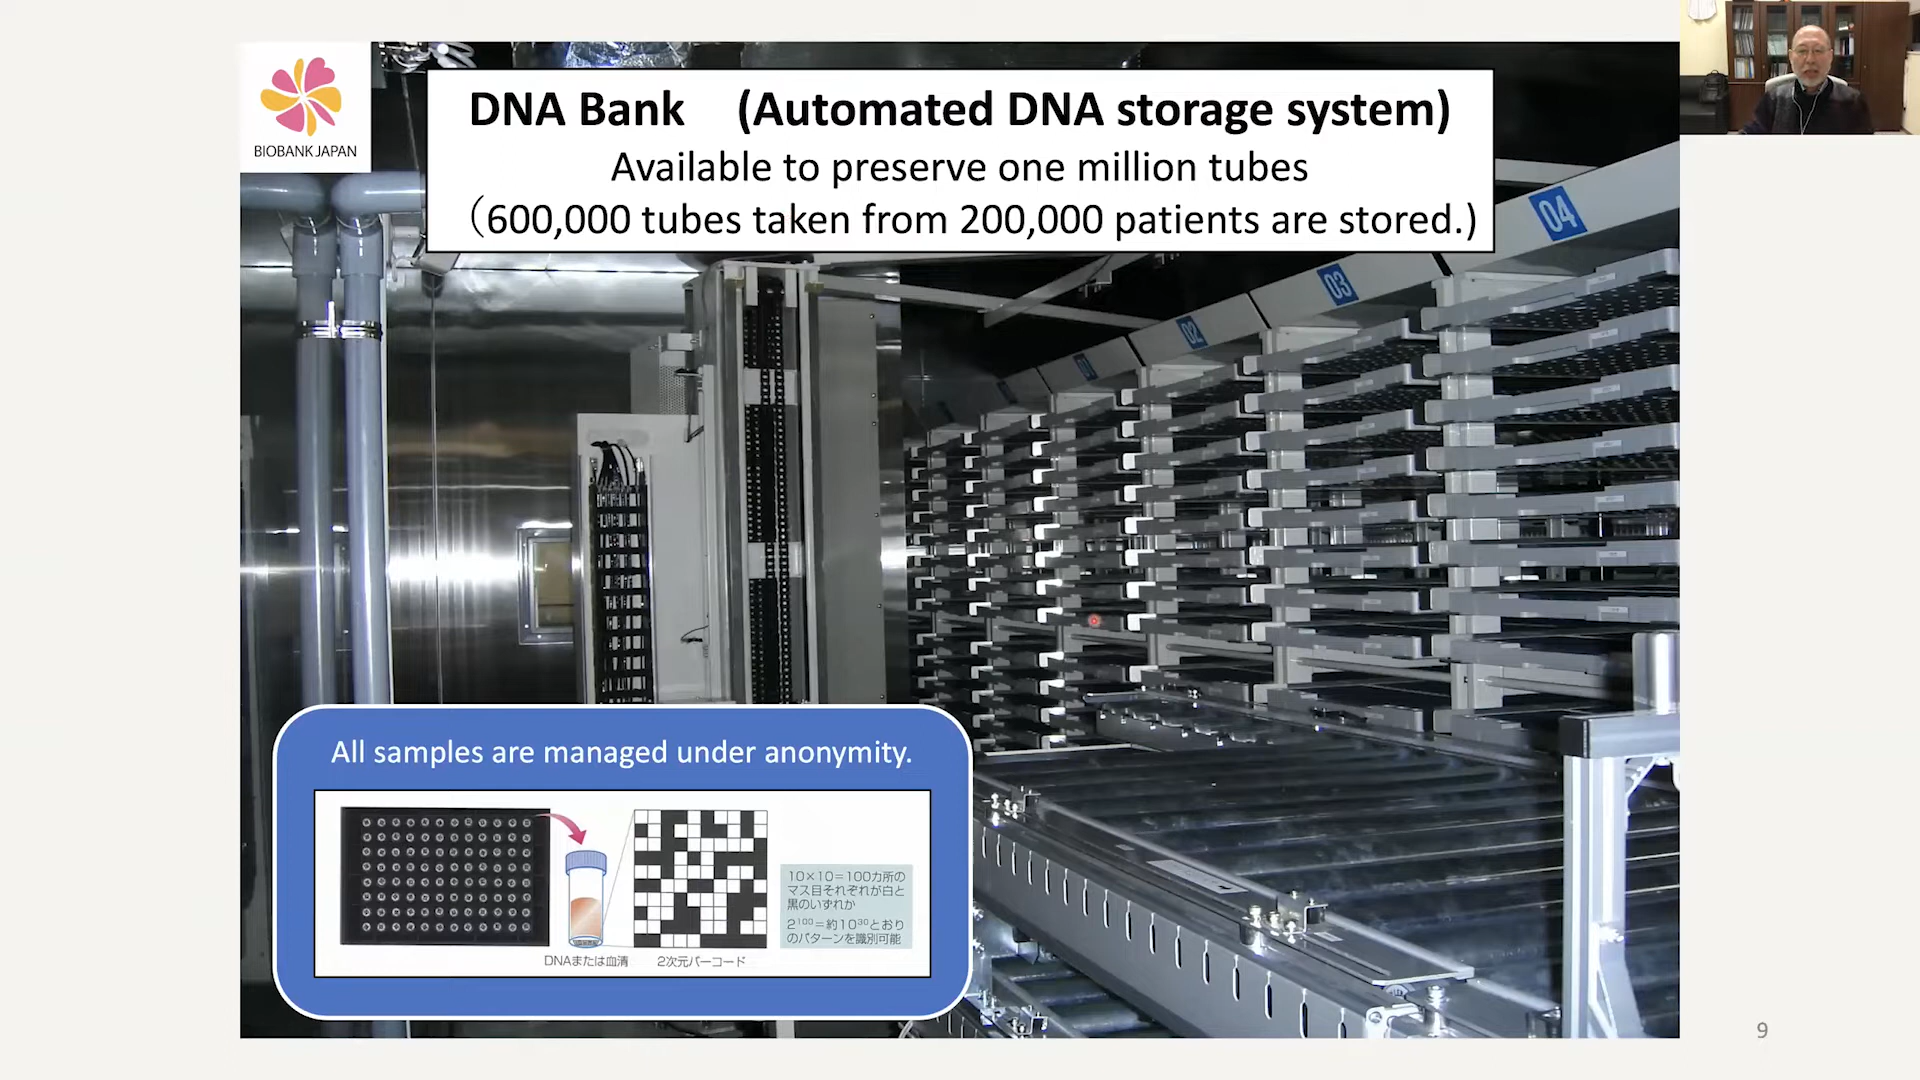 BIOBANK JAPAN
DNA Bank (Automated DNA storage system)
Available to preserve one million tubes
（600,000 tubes taken from 200,000 patients are stored.)
04
03
02
01
All samples are managed under anonymity.
10×10＝100カ所の
マス目それぞれが白と
黒のいずれか
2¹⁰⁰＝約10³⁰とおり
のパターンを識別可能
DNAまたは血清
2次元バーコード
9